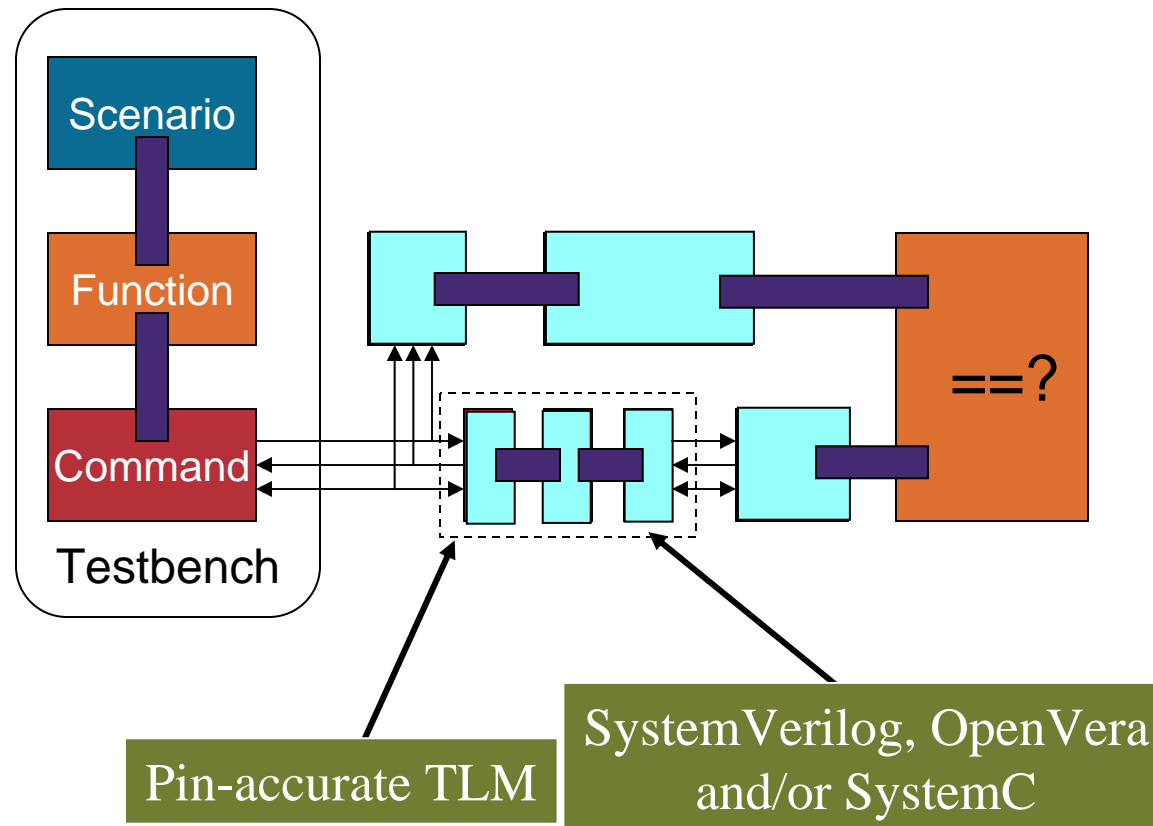 Scenario
Function
==?
Command
Testbench
Pin-accurate TLM
SystemVerilog, OpenVera
and/or SystemC